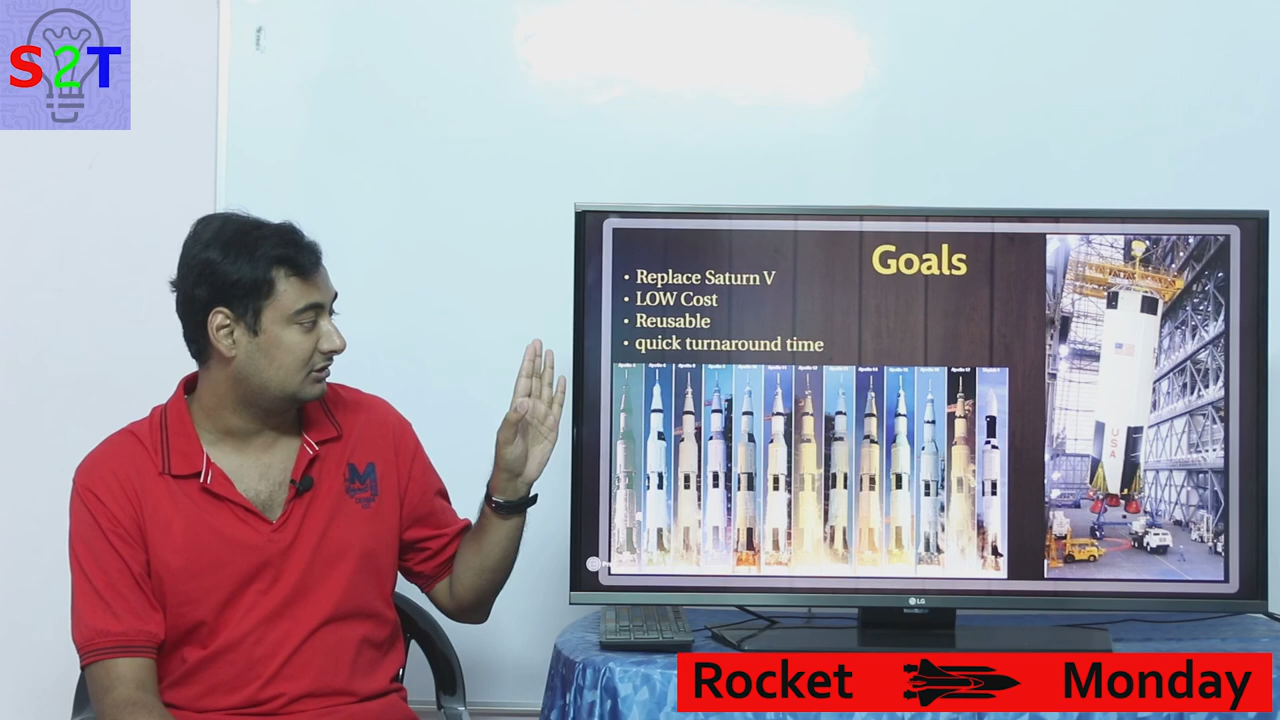 S2T
Goals
• Replace Saturn V
• LOW Cost
• Reusable
• quick turnaround time
USA
M
LG
Rocket Monday